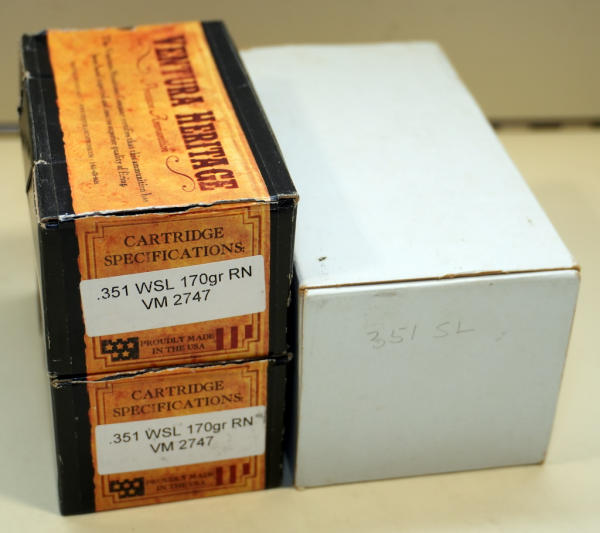 VENTURA HERITAGE
CARTRIDGE
SPECIFICATIONS:
.351 WSL 170gr RN
VM 2747
PROUDLY MADE
IN THE USA
CARTRIDGE
SPECIFICATIONS:
.351 WSL 170gr RN
VM 2747
PROUDLY MADE
IN THE USA
351 SL